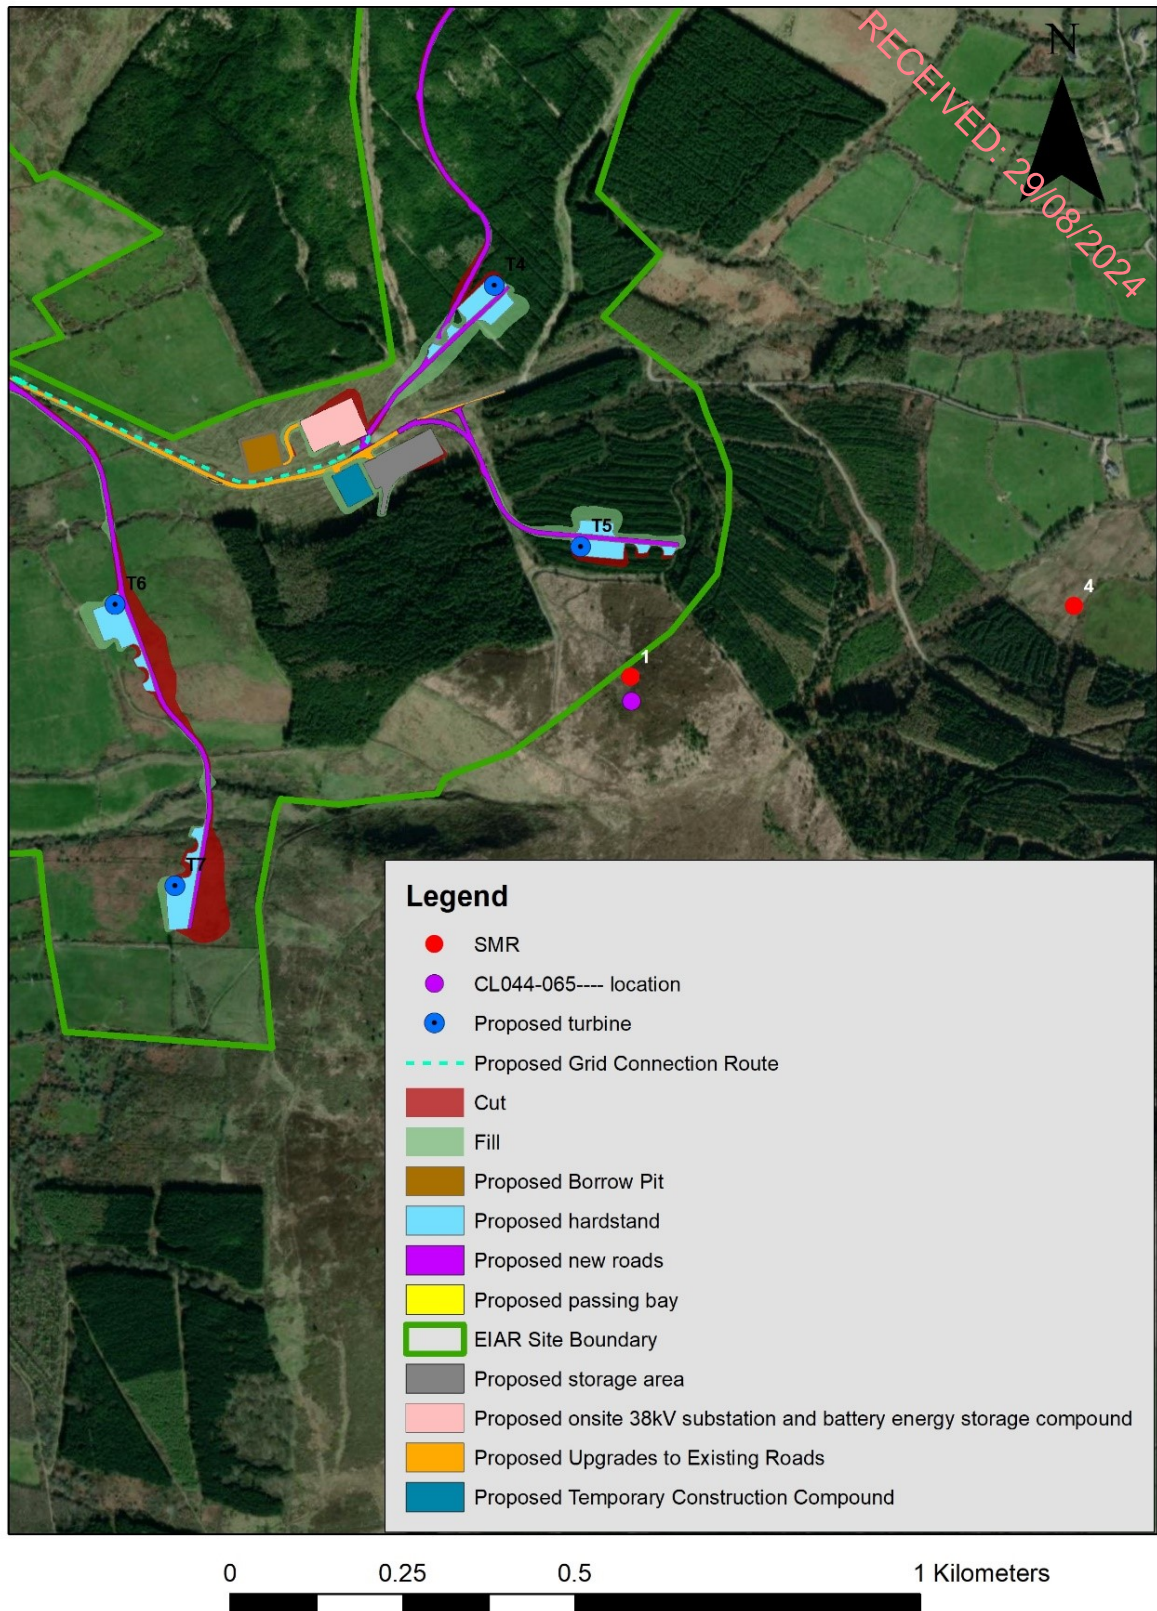 RECEIVED: 29/08/2024
N
T4
T5
T6
4
1
T7
Legend
SMR
CL044-065---- location
Proposed turbine
Proposed Grid Connection Route
Cut
Fill
Proposed Borrow Pit
Proposed hardstand
Proposed new roads
Proposed passing bay
EIAR Site Boundary
Proposed storage area
Proposed onsite 38kV substation and battery energy storage compound
Proposed Upgrades to Existing Roads
Proposed Temporary Construction Compound
0 0.25 0.5 1 Kilometers